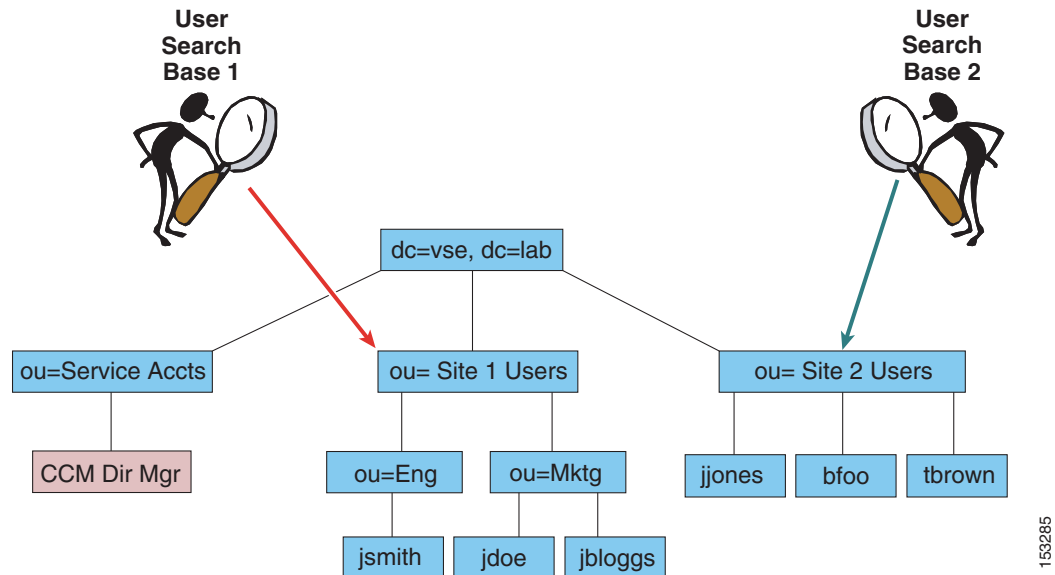 User
Search
Base 1
User
Search
Base 2
dc=vse, dc=lab
ou=Service Accts
ou= Site 1 Users
ou= Site 2 Users
CCM Dir Mgr
ou=Eng
ou=Mktg
jjones
bfoo
tbrown
jsmith
jdoe
jbloggs
153285